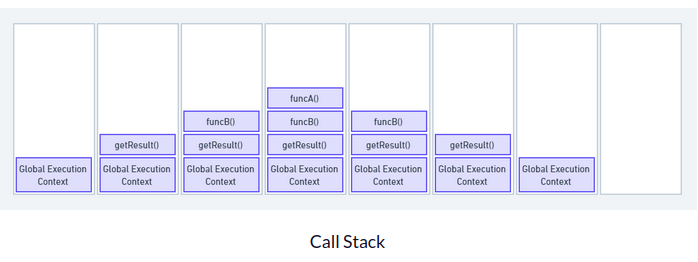 funcA()
funcB()
funcB()
funcB()
getResult()
getResult()
getResult()
getResult()
getResult()
Global Execution
Context
Global Execution
Context
Global Execution
Context
Global Execution
Context
Global Execution
Context
Global Execution
Context
Global Execution
Context
Call Stack